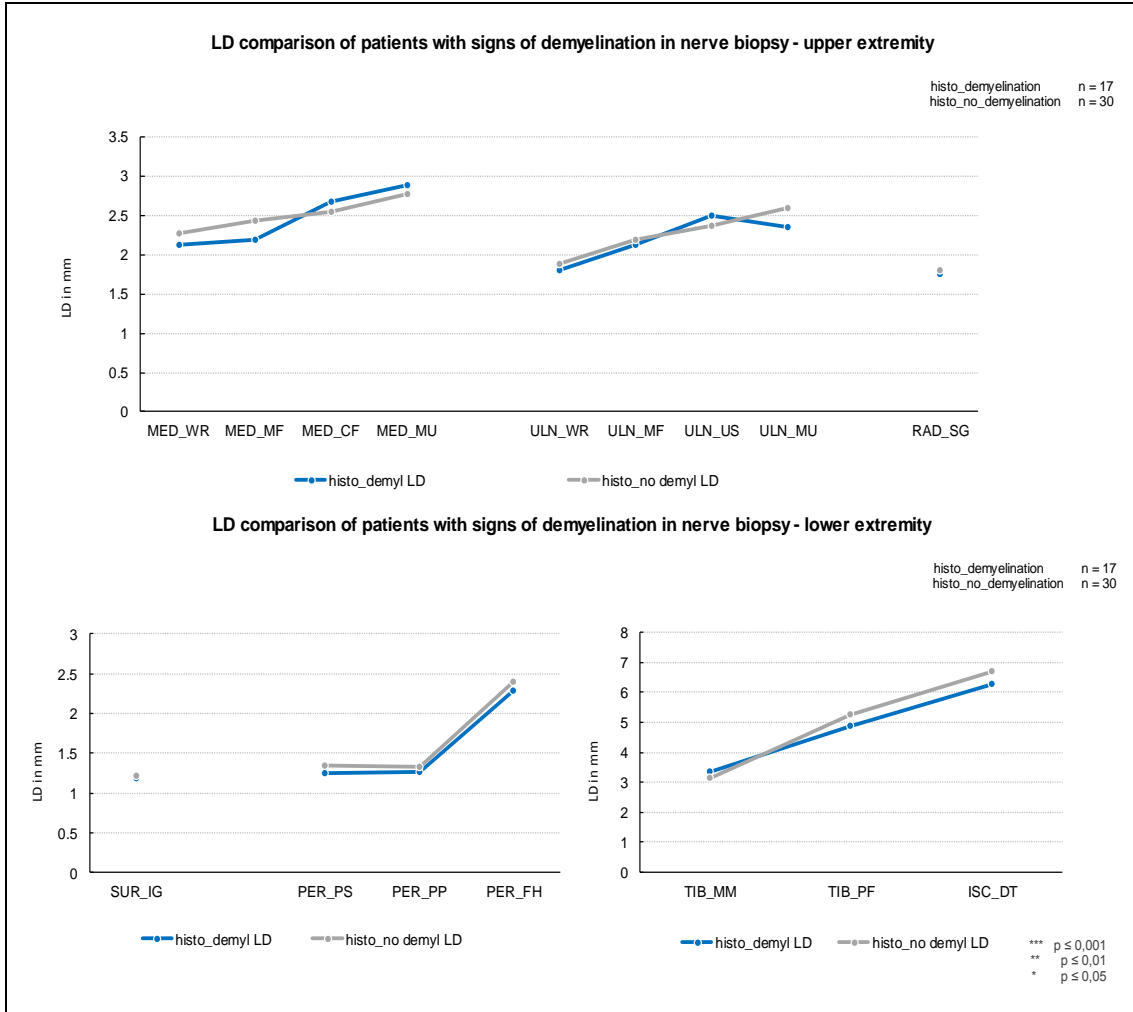 LD comparison of patients with signs of demyelination in nerve biopsy - upper extremity
histo_demyelination n = 17
histo_no_demyelination n = 30
3.5
3
2.5
2
1.5
1
0.5
0
LD in mm
MED_WR MED_MF MED_CF MED_MU ULN_WR ULN_MF ULN_US ULN_MU RAD_SG
histo_demyl LD histo_no demyl LD
LD comparison of patients with signs of demyelination in nerve biopsy - lower extremity
histo_demyelination n = 17
histo_no_demyelination n = 30
3
2.5
2
1.5
1
0.5
0
LD in mm
SUR_IG PER_PS PER_PP PER_FH
histo_demyl LD histo_no demyl LD
8
7
6
5
4
3
2
1
0
LD in mm
TIB_MM TIB_PF ISC_DT
histo_demyl LD histo_no demyl LD
*** p ≤ 0,001
** p ≤ 0,01
* p ≤ 0,05